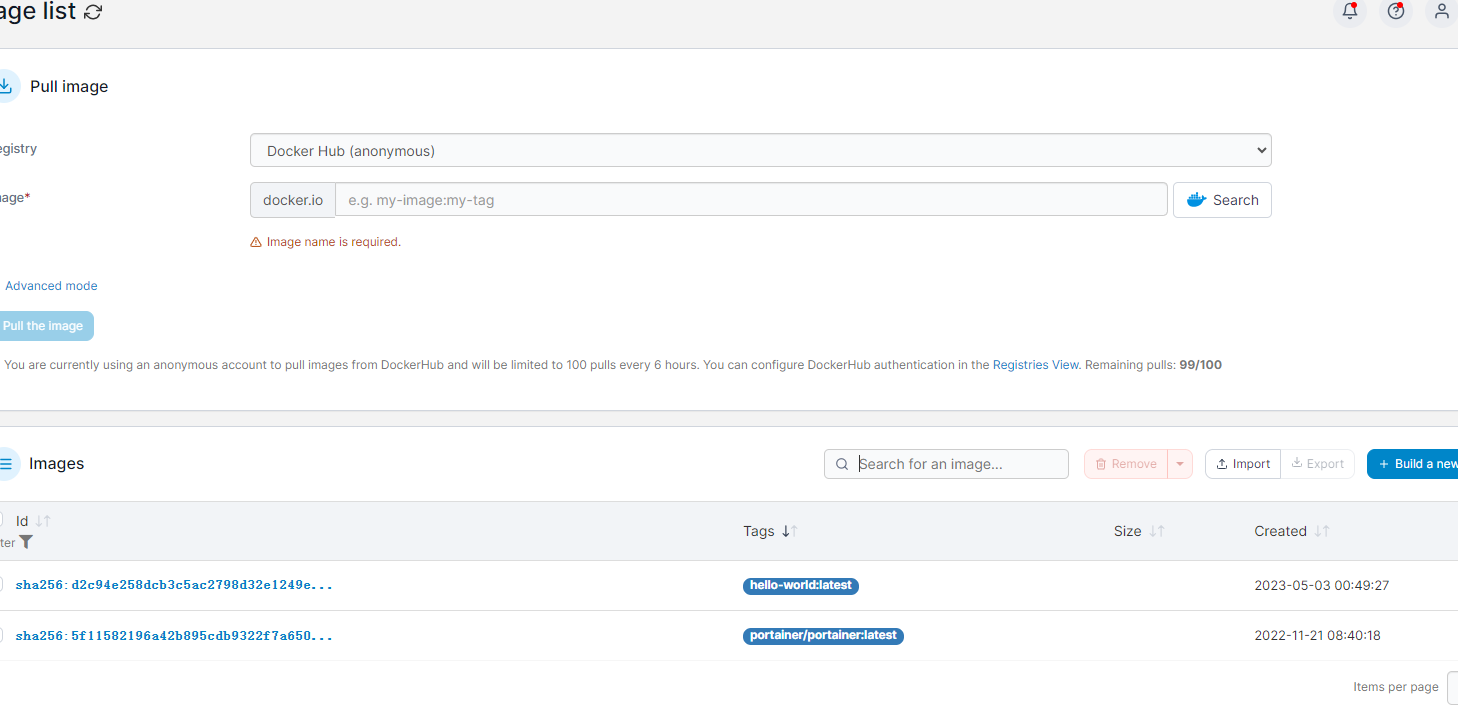 age list
Pull image
egistry
Docker Hub (anonymous)
age*
docker.io
e.g. my-image:my-tag
Search
Image name is required.
Advanced mode
Pull the image
You are currently using an anonymous account to pull images from DockerHub and will be limited to 100 pulls every 6 hours. You can configure DockerHub authentication in the Registries View. Remaining pulls: 99/100
Images
Search for an image...
Remove
Import
Export
+ Build a new
Id
Tags
Size
Created
ter
sha256:d2c94e258dcb3c5ac2798d32e1249e...
hello-world:latest
2023-05-03 00:49:27
sha256:5f11582196a42b895cdb9322f7a650...
portainer/portainer:latest
2022-11-21 08:40:18
Items per page